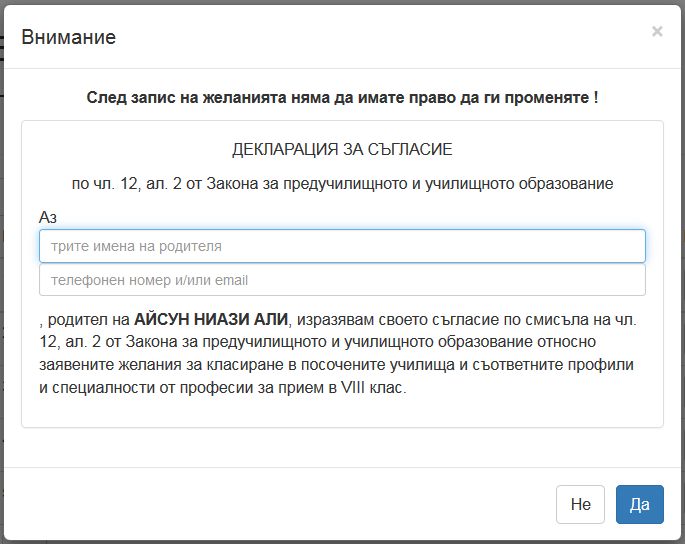 Внимание
×
След запис на желанията няма да имате право да ги променяте !
ДЕКЛАРАЦИЯ ЗА СЪГЛАСИЕ
по чл. 12, ал. 2 от Закона за предучилищното и училищното образование
Аз
трите имена на родителя
телефонен номер и/или email
, родител на АЙСУН НИАЗИ АЛИ, изразявам своето съгласие по смисъла на чл.
12, ал. 2 от Закона за предучилищното и училищното образование относно
заявените желания за класиране в посочените училища и съответните профили
и специалности от професии за прием в VIII клас.
Не
Да